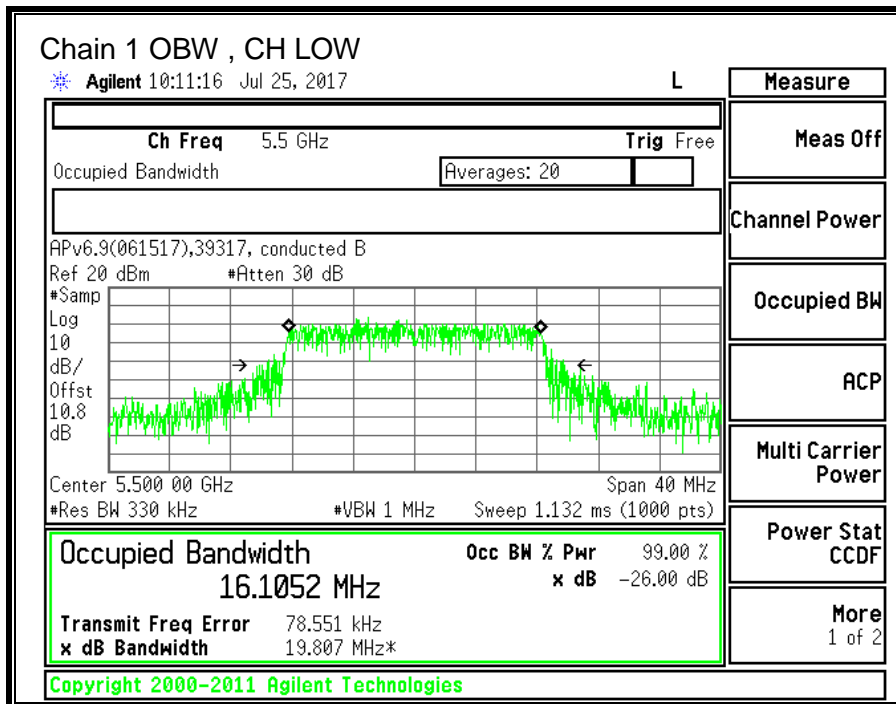 Chain 1 OBW , CH LOW
Agilent 10:11:16 Jul 25, 2017 L
Measure
Ch Freq 5.5 GHz Trig Free
Occupied Bandwidth Averages: 20
APv6.9(061517),39317, conducted B
Ref 20 dBm #Atten 30 dB
#Samp
Log
10
dB/
Offst
10.8
dB
Center 5.500 00 GHz Span 40 MHz
#Res BW 330 kHz #VBW 1 MHz Sweep 1.132 ms (1000 pts)
Occupied Bandwidth Occ BW % Pwr 99.00 %
16.1052 MHz x dB -26.00 dB
Transmit Freq Error 78.551 kHz
x dB Bandwidth 19.807 MHz*
Copyright 2000-2011 Agilent Technologies
Meas Off
Channel Power
Occupied BW
ACP
Multi Carrier
Power
Power Stat
CCDF
More
1 of 2